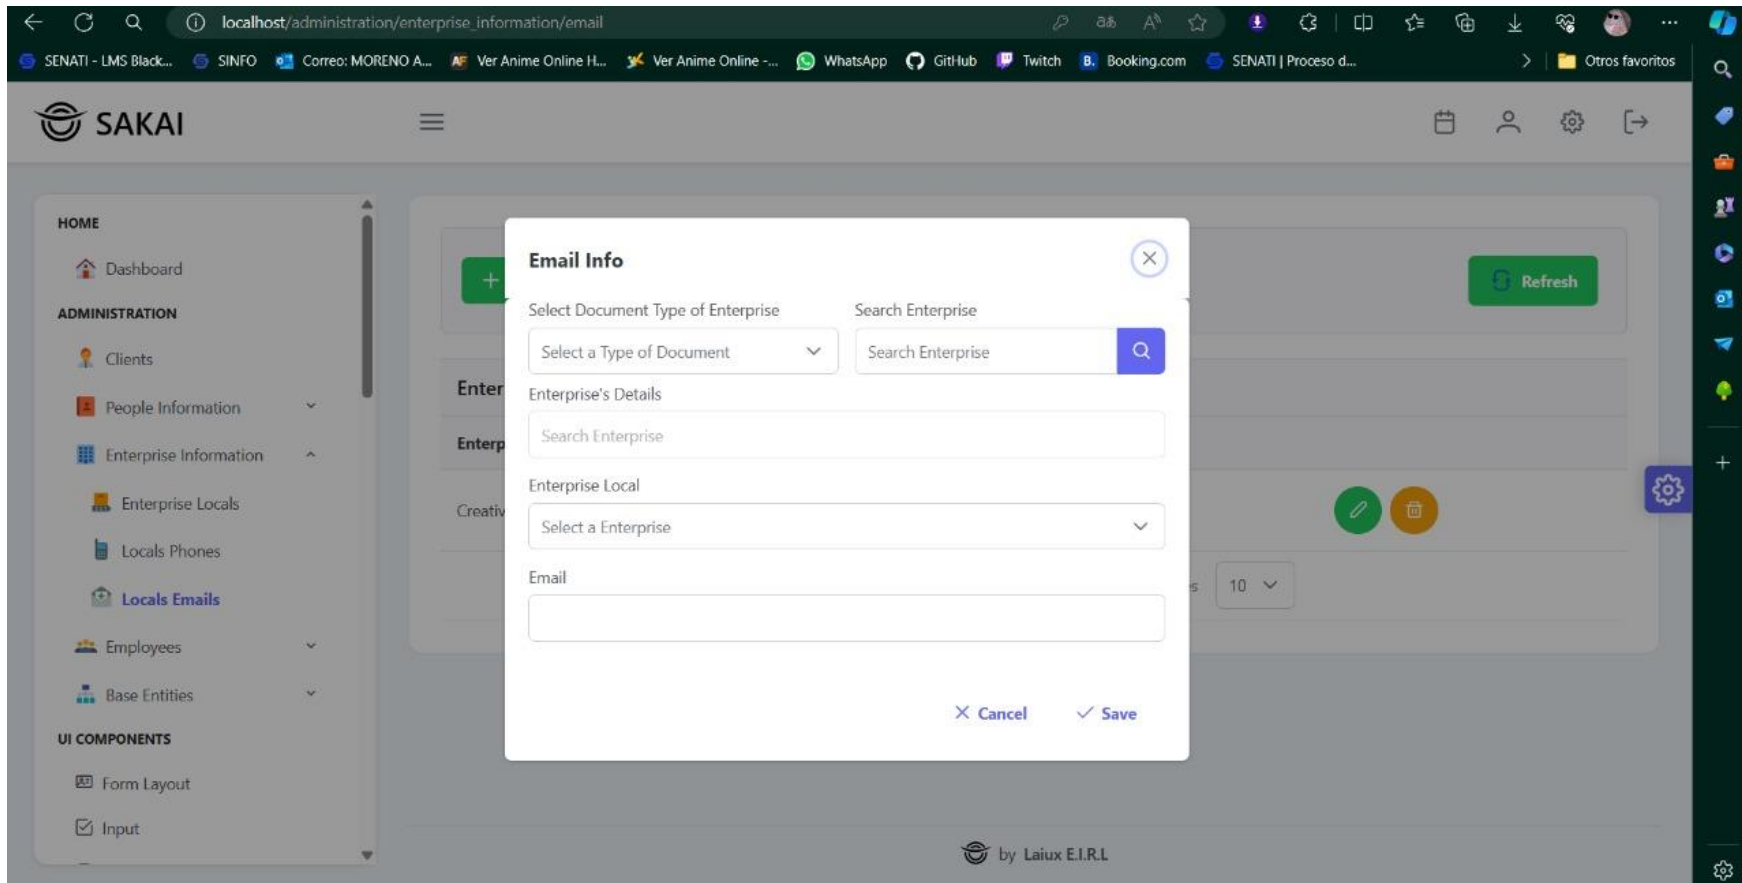 localhost/administration/enterprise_information/email
SENATI - LMS Black... SINFO Correo: MORENO A... Ver Anime Online H... Ver Anime Online -... WhatsApp GitHub Twitch Booking.com SENATI | Proceso d... Otros favoritos
SAKAI
HOME
Dashboard
ADMINISTRATION
Clients
People Information
Enterprise Information
Enterprise Locals
Locals Phones
Locals Emails
Employees
Base Entities
UI COMPONENTS
Form Layout
Input
Refresh
Enter
Enterp
Creativ
10
Email Info
Select Document Type of Enterprise Search Enterprise
Select a Type of Document Search Enterprise
Enterprise's Details
Search Enterprise
Enterprise Local
Select a Enterprise
Email
Cancel Save
by Laiux E.I.R.L